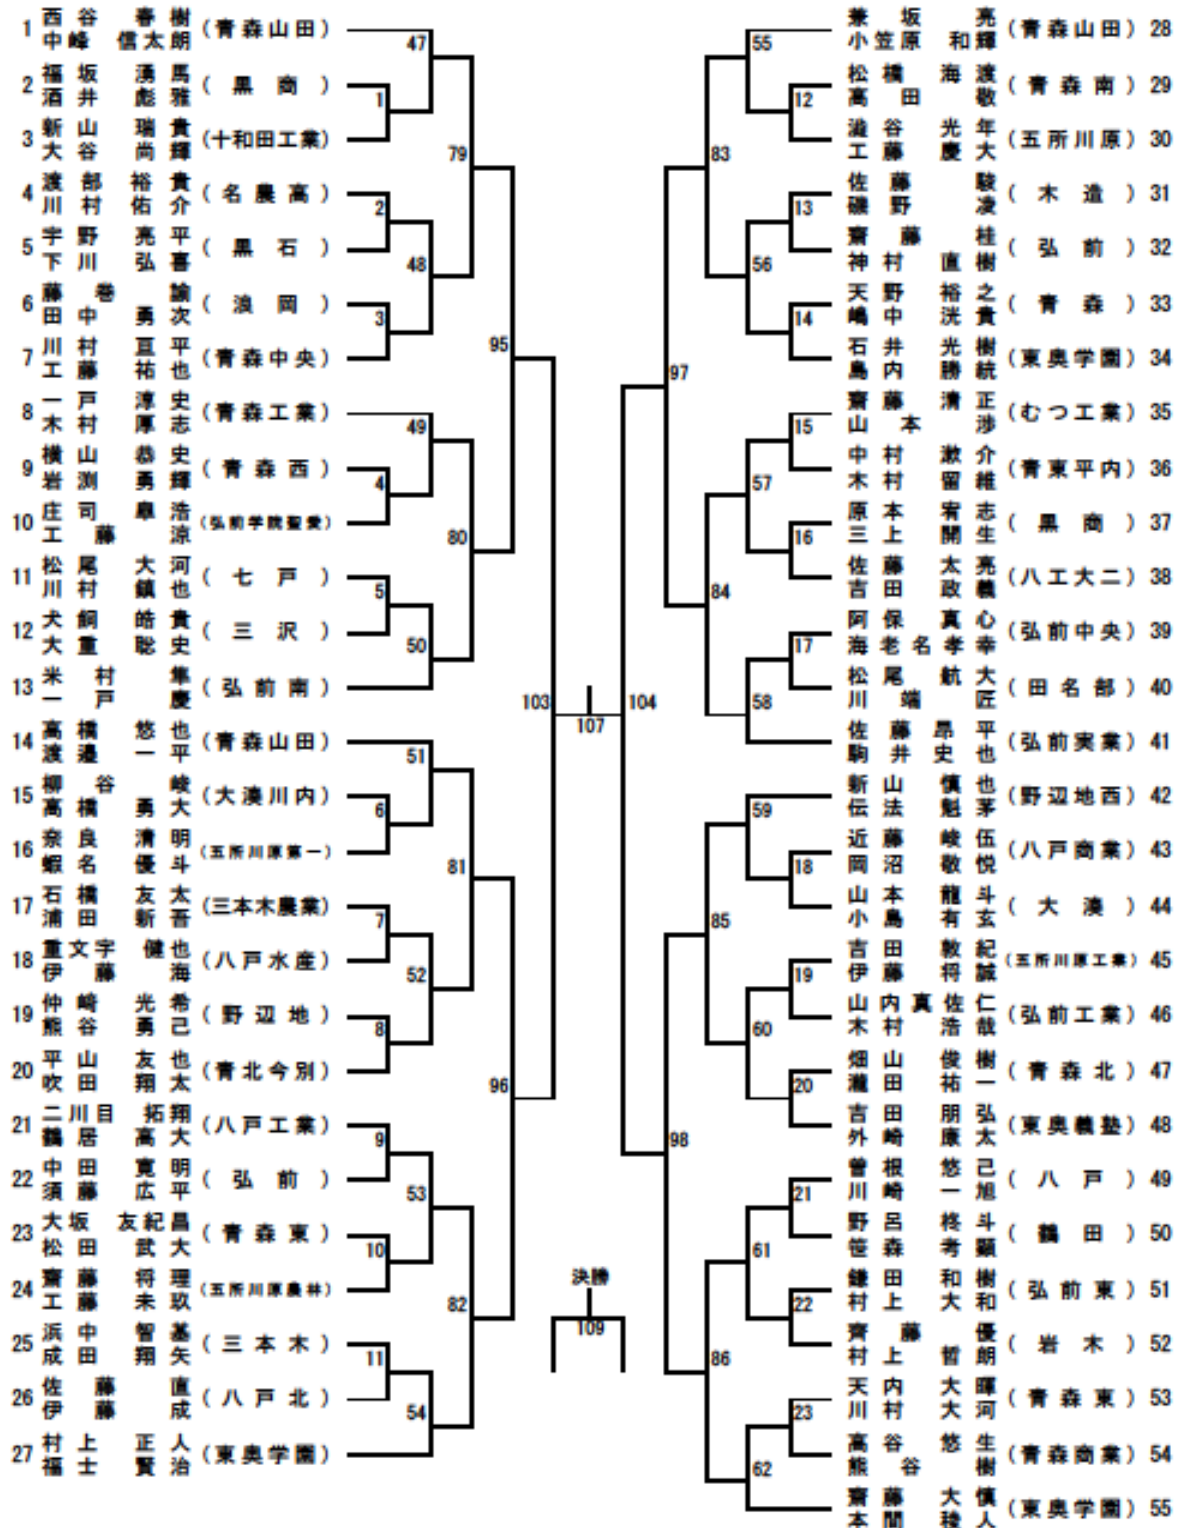 1 西谷 春樹 (青森山田)
中峰 信太朗
2 福坂 湧馬 (黒商)
酒井 彪雅
3 新山 瑞貴 (十和田工業)
大谷 尚輝
4 渡部 裕貴 (名農高)
川村 佑介
5 宇野 亮平 (黒石)
下川 弘喜
6 藤巻 諭 (浪岡)
田中 勇次
7 川村 亘平 (青森中央)
工藤 祐也
8 一戸 淳史 (青森工業)
木村 厚志
9 横山 恭史 (青森西)
岩渕 勇輝
10 庄司 皐浩 (弘前学院聖愛)
工藤 涼
11 松尾 大河 (七戸)
川村 鎮也
12 犬飼 皓貴 (三沢)
大重 聡史
13 米村 隼 (弘前南)
一戸 慶
14 高橋 悠也 (青森山田)
渡邉 一平
15 柳谷 崚 (大湊川内)
高橋 勇大
16 奈良 清明 (五所川原第一)
蝦名 優斗
17 石橋 友太 (三本木農業)
浦田 新吾
18 重文字 健也 (八戸水産)
伊藤 海
19 仲崎 光希 (野辺地)
熊谷 勇己
20 平山 友也 (青北今別)
吹田 翔太
21 二川目 拓翔 (八戸工業)
鶴居 高大
22 中田 寛明 (弘前)
須藤 広平
23 大坂 友紀昌 (青森東)
松田 武大
24 齋藤 将理 (五所川原農林)
工藤 未玖
25 浜中 智基 (三本木)
成田 翔矢
26 佐藤 直 (八戸北)
伊藤 成
27 村上 正人 (東奥学園)
福士 賢治
47
1
79
2
48
3
95
49
4
80
5
50
103
51
6
81
7
52
8
96
9
53
10
82
11
54
107
決勝
109
104
55
12
83
13
56
14
97
15
57
16
84
17
58
59
18
85
19
60
20
98
21
61
22
86
23
62
兼坂 亮 (青森山田) 28
小笠原 和輝
松橋 海渡 (青森南) 29
高田 敬
澁谷 光年 (五所川原) 30
工藤 慶大
佐藤 駿 (木造) 31
磯野 凌
齋藤 桂 (弘前) 32
神村 直樹
天野 裕之 (青森) 33
嶋中 洸貴
石井 光樹 (東奥学園) 34
島内 勝統
齋藤 清正 (むつ工業) 35
山本 渉
中村 漱介 (青東平内) 36
木村 留維
原本 宥志 (黒商) 37
三上 開生
佐藤 太亮 (八工大二) 38
吉田 政義
阿保 真心 (弘前中央) 39
海老名 孝幸
松尾 航大 (田名部) 40
川端 匠
佐藤 昂平 (弘前実業) 41
駒井 史也
新山 慎也 (野辺地西) 42
伝法 魁茅
近藤 崚伍 (八戸商業) 43
岡沼 敬悦
山本 龍斗 (大湊) 44
小島 有玄
吉田 敦紀 (五所川原工業) 45
伊藤 将誠
山内 真佐仁 (弘前工業) 46
木村 浩哉
畑山 俊樹 (青森北) 47
瀧田 祐一
吉田 朋弘 (東奥義塾) 48
外崎 康太
曽根 悠己 (八戸) 49
川崎 一旭
野呂 柊斗 (鶴田) 50
笹森 考顕
鎌田 和樹 (弘前東) 51
村上 大和
齊藤 優 (岩木) 52
村上 哲朗
天内 大暉 (青森東) 53
川村 大河
高谷 悠生 (青森商業) 54
熊谷 樹
齋藤 大慎 (東奥学園) 55
本間 稜人